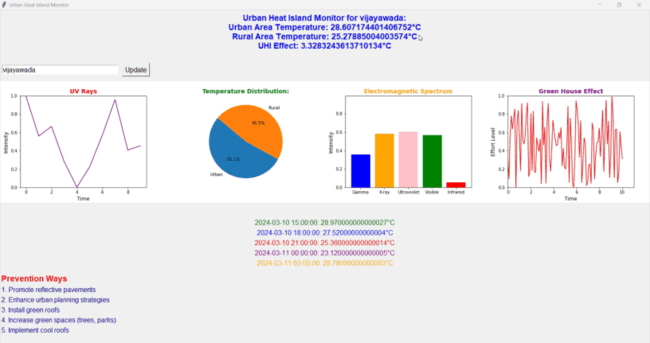 Urban Heat Island Monitor
Urban Heat Island Monitor for vijayawada:
Urban Area Temperature: 28.607174401406752°C
Rural Area Temperature: 25.27885004003574°C
UHI Effect: 3.3283243613710134°C
vijayawada Update
UV Rays
Intensity
1.0
0.8
0.6
0.4
0.2
0.0
0 2 4 6 8
Time
Temperature Distribution:
Rural
Urban
Electromagnetic Spectrum
Intensity
1.0
0.8
0.6
0.4
0.2
0.0
Gamma X-ray Ultraviolet Visible Infrared
Green House Effect
Effort Level
1.0
0.8
0.6
0.4
0.2
0.0
0 2 4 6 8 10
Time
2024-03-10 15:00:00: 28.970000000000027°C
2024-03-10 18:00:00: 27.52000000000004°C
2024-03-10 21:00:00: 25.360000000000014°C
2024-03-11 00:00:00: 23.120000000000005°C
2024-03-11 03:00:00:
Prevention Ways
1. Promote reflective pavements
2. Enhance urban planning strategies
3. Install green roofs
4. Increase green spaces (trees, parks)
5. Implement cool roofs